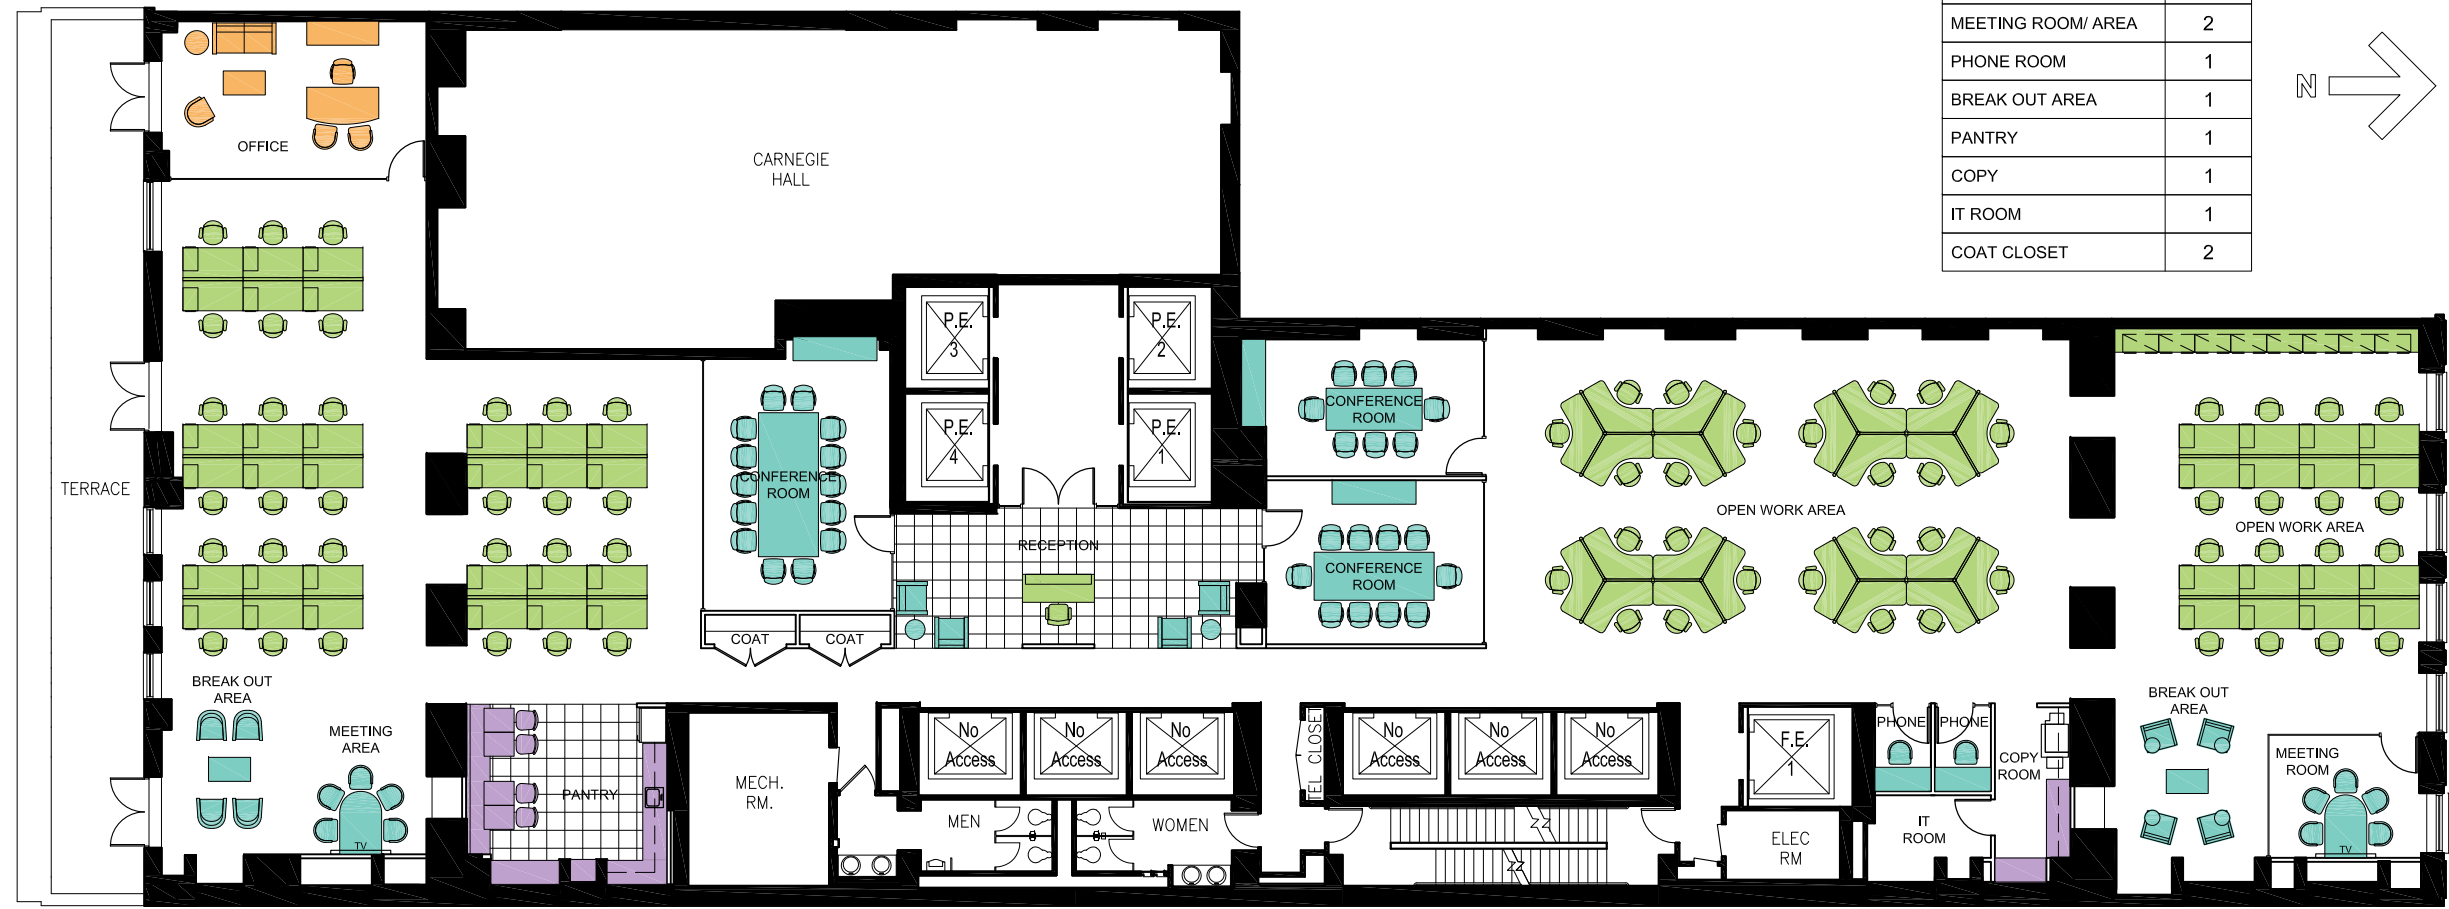 MEETING ROOM/ AREA 2
PHONE ROOM 1
BREAK OUT AREA 1
PANTRY 1
COPY 1
IT ROOM 1
COAT CLOSET 2
N
OFFICE
CARNEGIE
HALL
TERRACE
P.E.
3
P.E.
2
P.E.
4
P.E.
1
CONFERENCE
ROOM
CONFERENCE
ROOM
CONFERENCE
ROOM
RECEPTION
OPEN WORK AREA
OPEN WORK AREA
COAT
COAT
BREAK OUT
AREA
MEETING
AREA
TV
PANTRY
MECH.
RM.
No
Access
No
Access
No
Access
MEN
WOMEN
TEL CLOSET
No
Access
No
Access
No
Access
ZZ
ZZ
F.E.
1
ELEC
RM
PHONE
PHONE
IT
ROOM
COPY
ROOM
BREAK OUT
AREA
MEETING
ROOM
TV